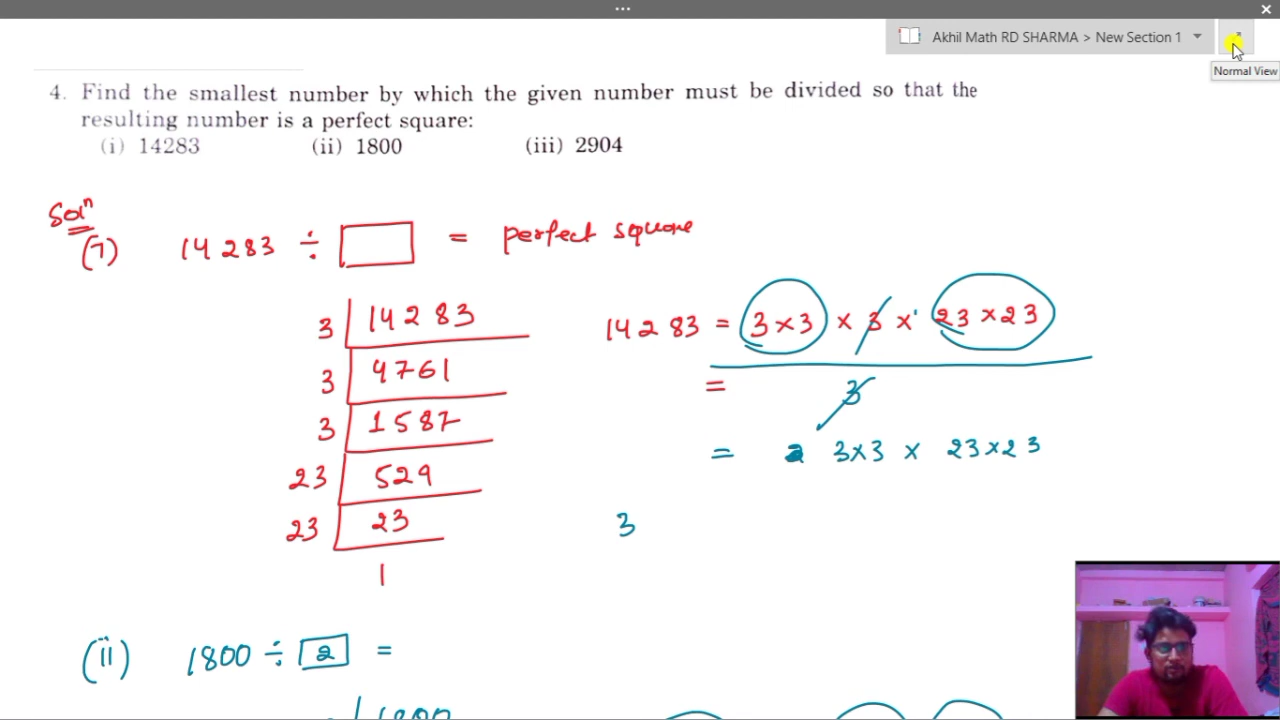 Akhil Math RD SHARMA > New Section 1
Normal View
4. Find the smallest number by which the given number must be divided so that the
resulting number is a perfect square:
(i) 14283 (ii) 1800 (iii) 2904
Solⁿ
(i) 14283 ÷ □ = perfect square
3 | 14283
3 | 4761
3 | 1587
23 | 529
23 | 23
1
14283 = 3×3 × 3 × 23×23
= 3
= 3×3 × 23×23
3
(ii) 1800 ÷ 2 =
1800